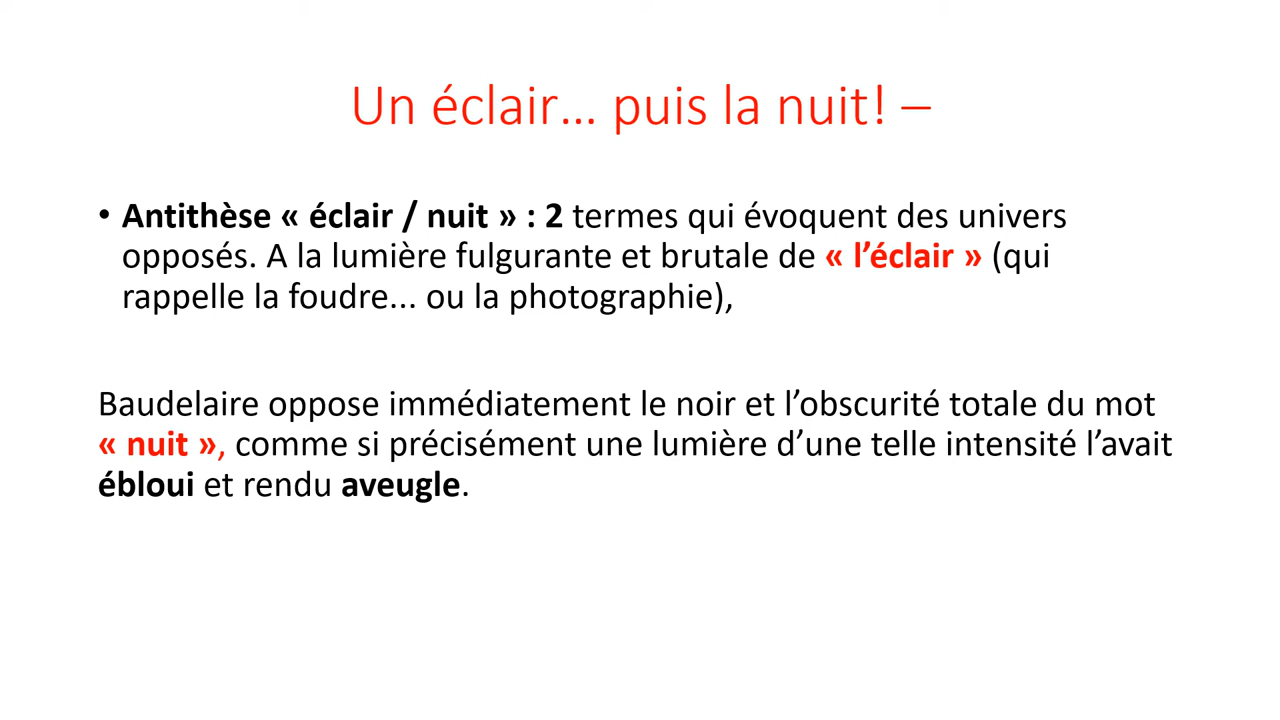 Un éclair… puis la nuit! –
• Antithèse « éclair / nuit » : 2 termes qui évoquent des univers
opposés. A la lumière fulgurante et brutale de « l’éclair » (qui
rappelle la foudre... ou la photographie),
Baudelaire oppose immédiatement le noir et l’obscurité totale du mot
« nuit », comme si précisément une lumière d’une telle intensité l’avait
ébloui et rendu aveugle.